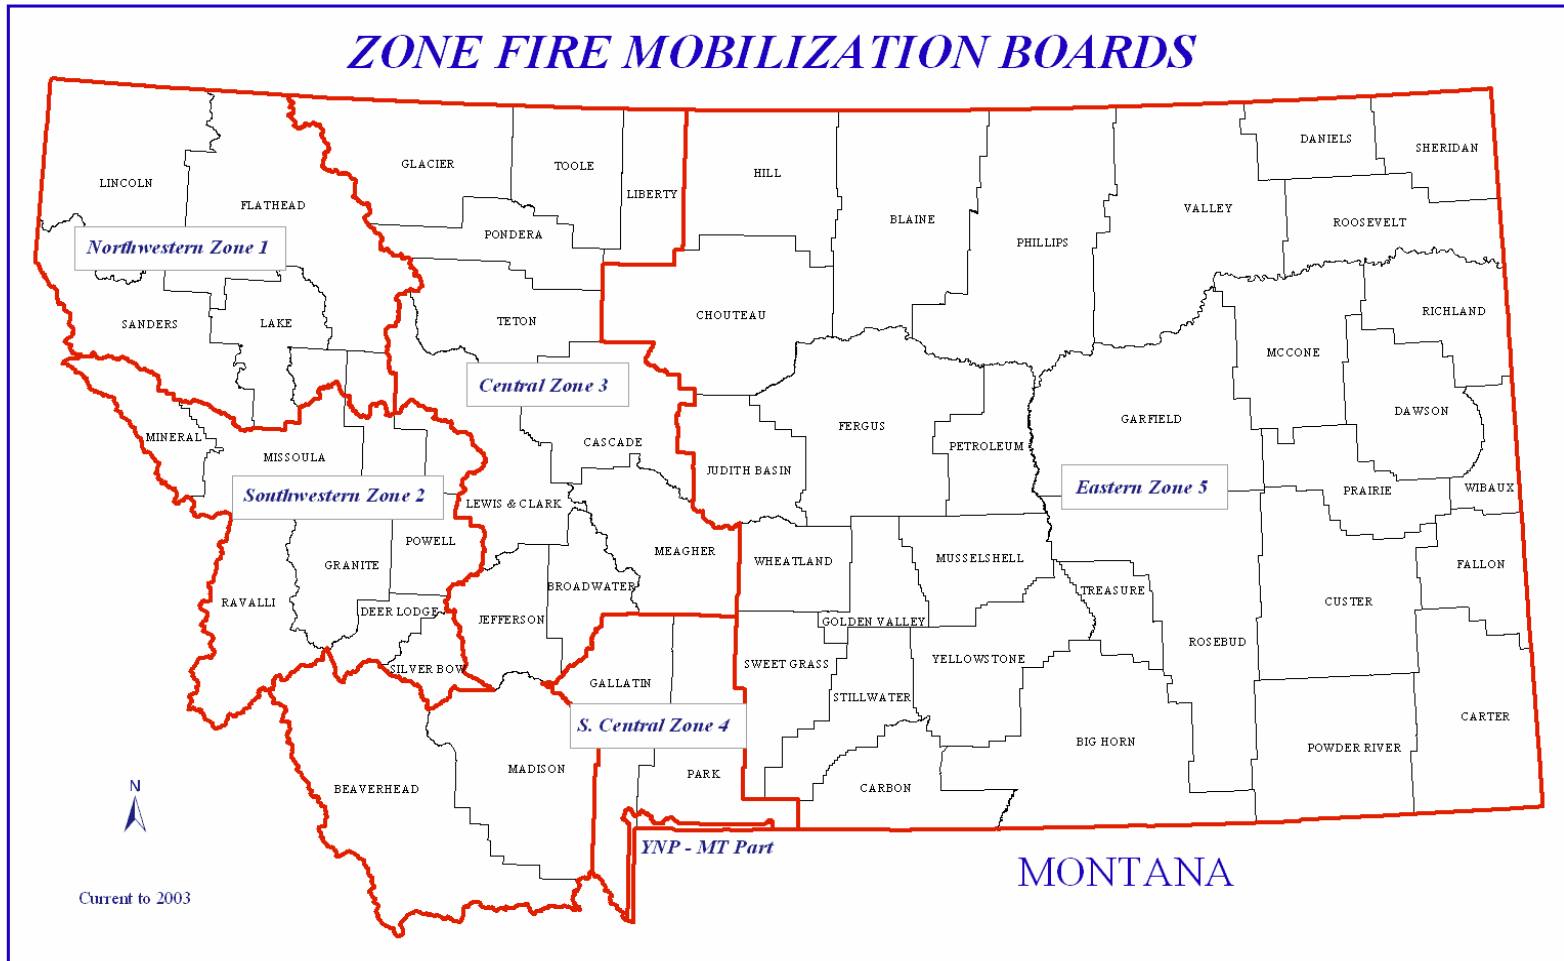 ZONE FIRE MOBILIZATION BOARDS
DANIELS
SHERIDAN
GLACIER
TOOLE
HILL
LINCOLN
LIBERTY
FLATHEAD
VALLEY
BLAINE
ROOSEVELT
PONDERA
PHILLIPS
Northwestern Zone 1
RICHLAND
CHOUTEAU
TETON
SANDERS
LAKE
MCCONE
Central Zone 3
DAWSON
GARFIELD
FERGUS
MINERAL
CASCADE
PETROLEUM
MISSOULA
JUDITH BASIN
Southwestern Zone 2
Eastern Zone 5
PRAIRIE
WIBAUX
LEWIS & CLARK
POWELL
MEAGHER
WHEATLAND
MUSSELSHELL
GRANITE
FALLON
BROADWATER
TREASURE
RAVALLI
CUSTER
DEER LODGE
JEFFERSON
GOLDEN VALLEY
ROSEBUD
YELLOWSTONE
SWEET GRASS
SILVER BOW
GALLATIN
STILLWATER
CARTER
S. Central Zone 4
BIG HORN
POWDER RIVER
MADISON
PARK
BEAVERHEAD
CARBON
N
YNP - MT Part
MONTANA
Current to 2003